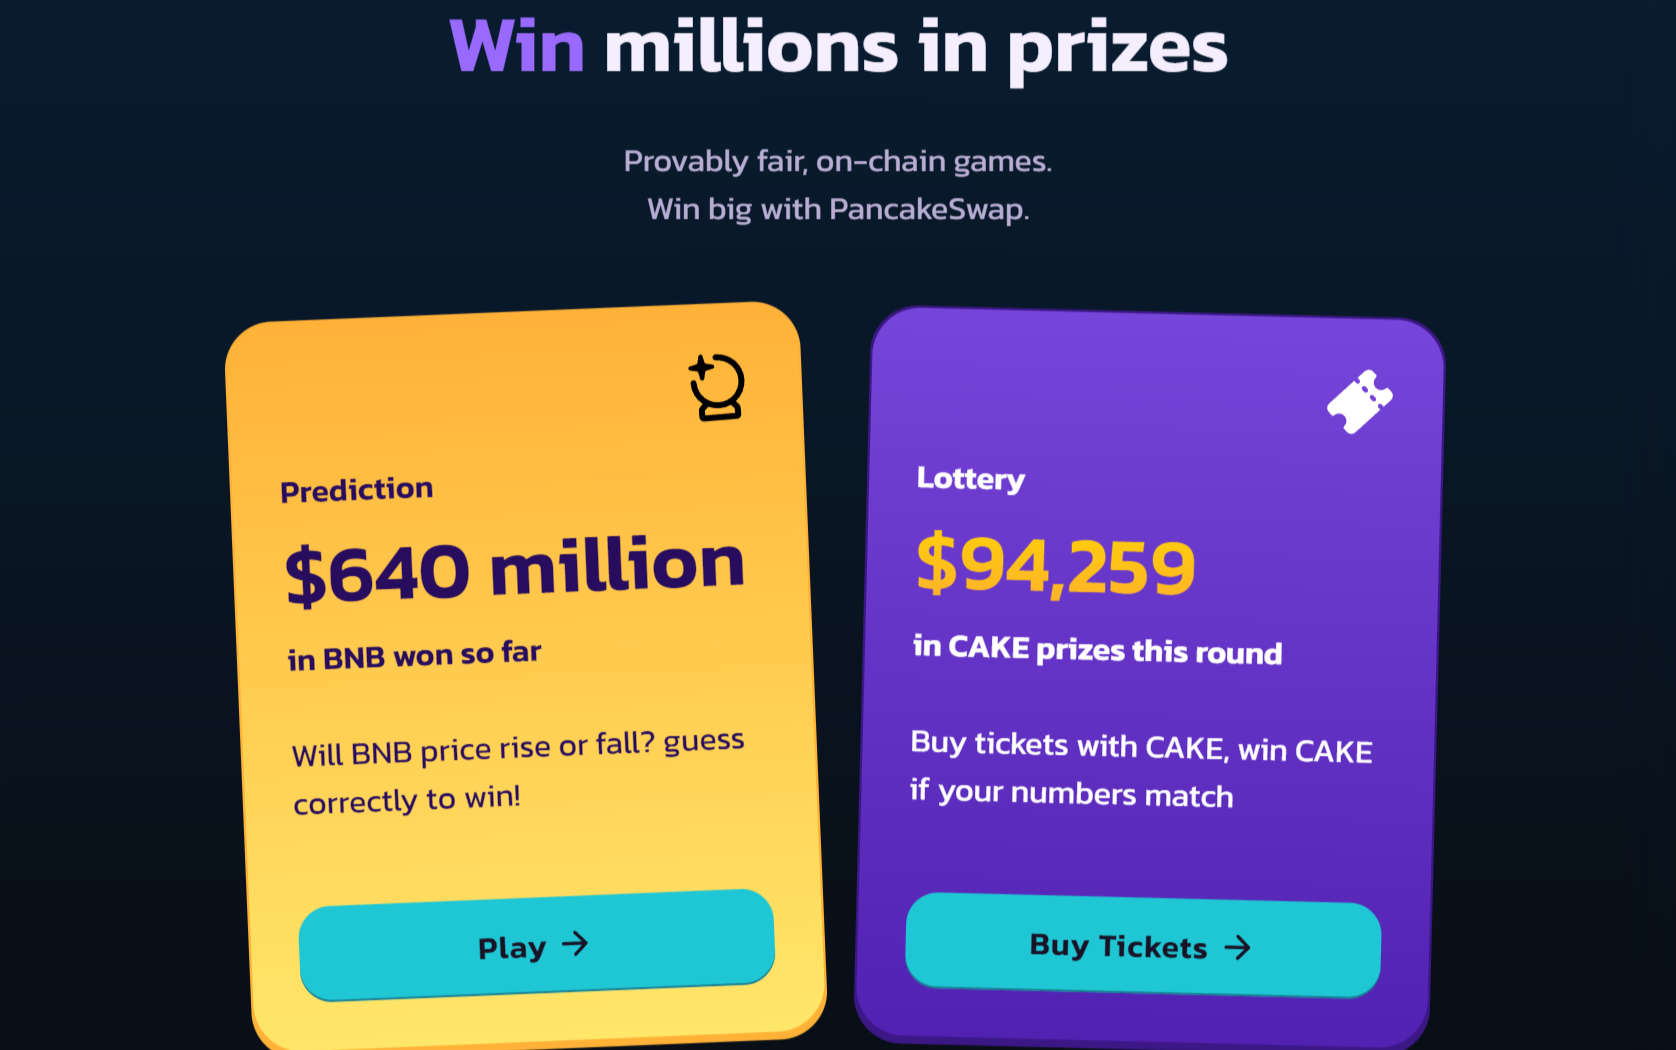 Win millions in prizes
Provably fair, on-chain games.
Win big with PancakeSwap.
Prediction
$640 million
in BNB won so far
Will BNB price rise or fall? guess
correctly to win!
Play →
Lottery
$94,259
in CAKE prizes this round
Buy tickets with CAKE, win CAKE
if your numbers match
Buy Tickets →